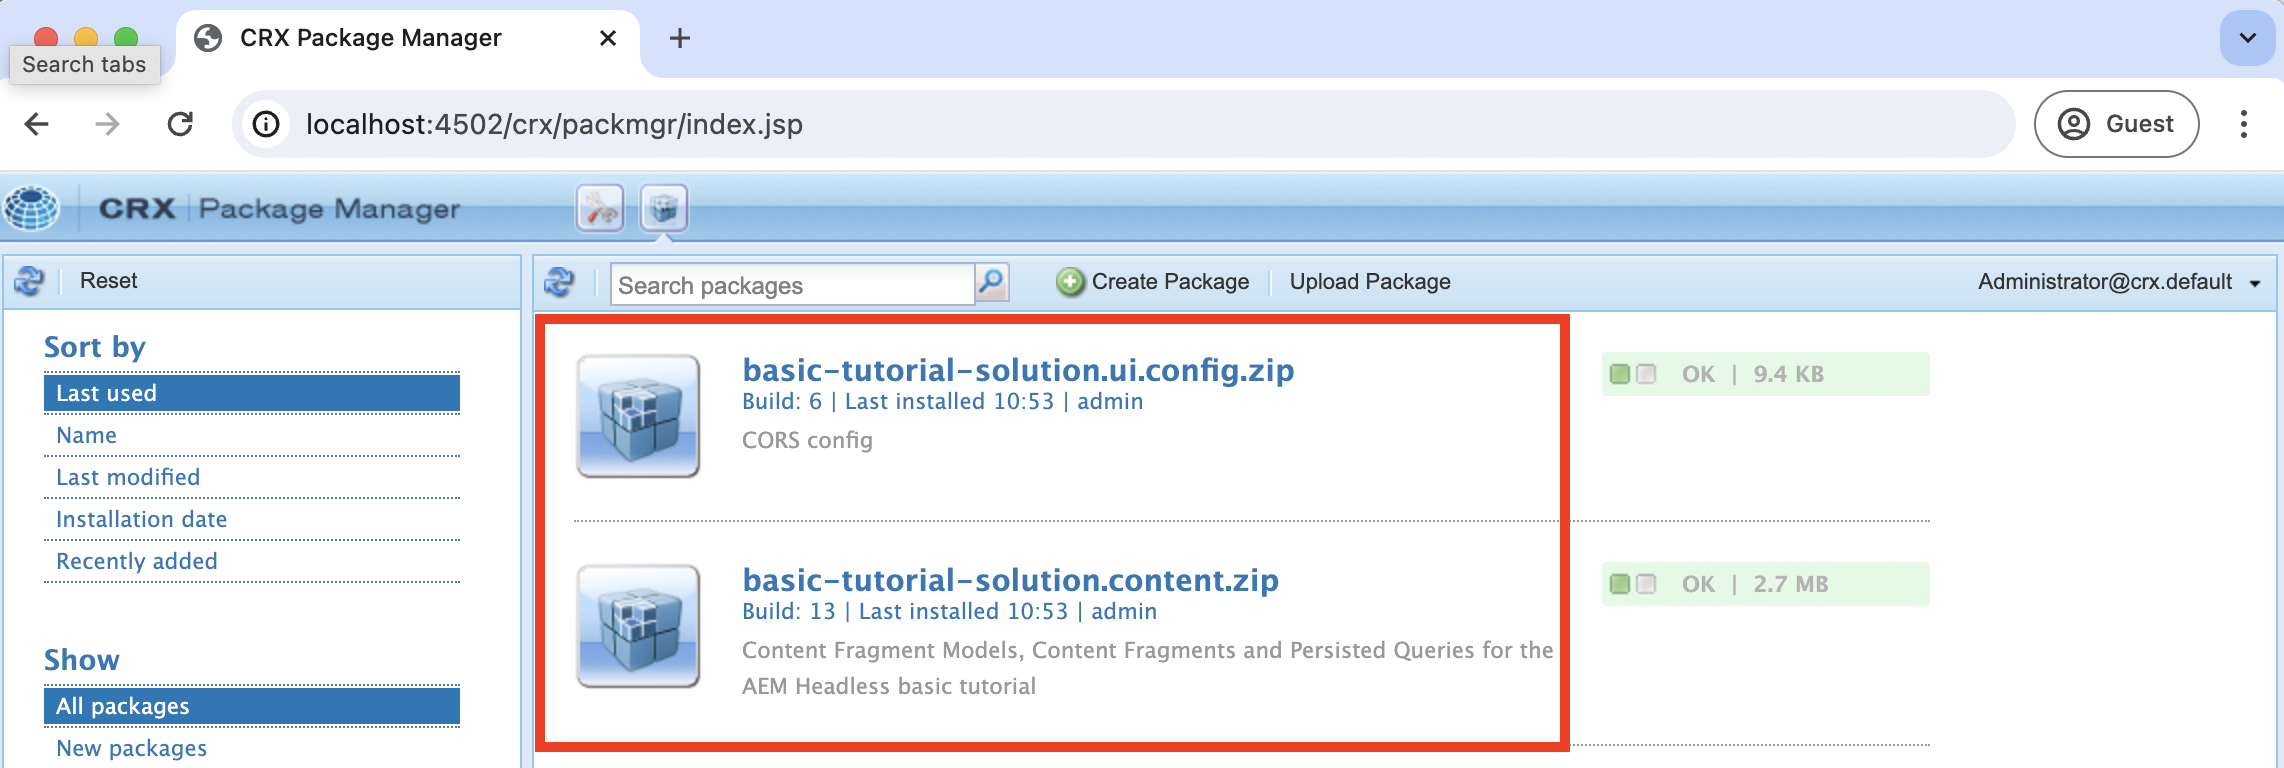 CRX Package Manager
Search tabs
localhost:4502/crx/packmgr/index.jsp
Guest
CRX | Package Manager
Reset
Search packages
Create Package
Upload Package
Administrator@crx.default
Sort by
Last used
Name
Last modified
Installation date
Recently added
Show
All packages
New packages
basic-tutorial-solution.ui.config.zip
Build: 6 | Last installed 10:53 | admin
CORS config
OK | 9.4 KB
basic-tutorial-solution.content.zip
Build: 13 | Last installed 10:53 | admin
Content Fragment Models, Content Fragments and Persisted Queries for the
AEM Headless basic tutorial
OK | 2.7 MB